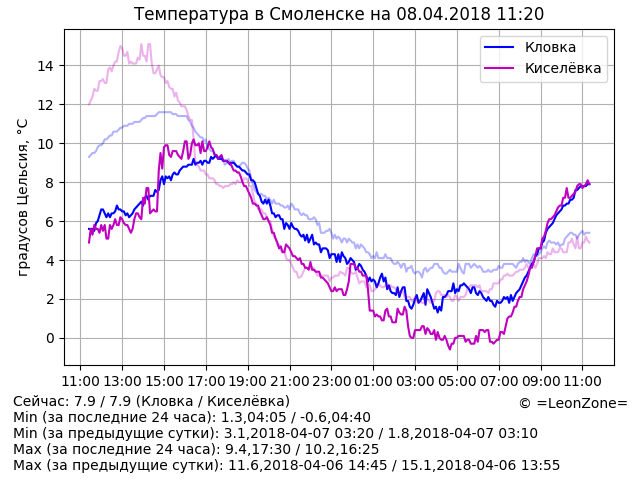 Температура в Смоленске на 08.04.2018 11:20
Кловка
Киселёвка
градусов Цельсия, °C
14
12
10
8
6
4
2
0
11:00 13:00 15:00 17:00 19:00 21:00 23:00 01:00 03:00 05:00 07:00 09:00 11:00
Сейчас: 7.9 / 7.9 (Кловка / Киселёвка)
© =LeonZone=
Min (за последние 24 часа): 1.3,04:05 / -0.6,04:40
Min (за предыдущие сутки): 3.1,2018-04-07 03:20 / 1.8,2018-04-07 03:10
Max (за последние 24 часа): 9.4,17:30 / 10.2,16:25
Max (за предыдущие сутки): 11.6,2018-04-06 14:45 / 15.1,2018-04-06 13:55